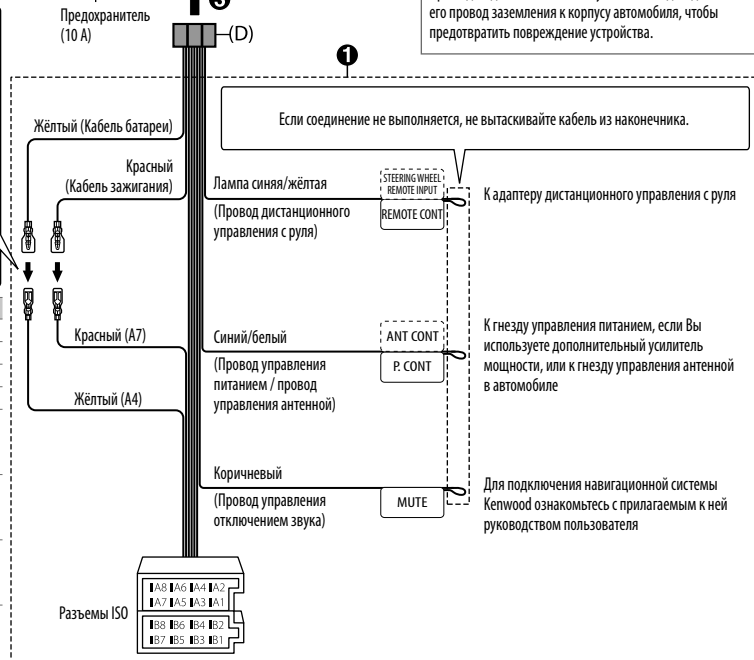 Предохранитель
(10 A)
❸
(D)
его провод заземления к корпусу автомобиля, чтобы
предотвратить повреждение устройства.
❶
Если соединение не выполняется, не вытаскивайте кабель из наконечника.
Жёлтый (Кабель батареи)
Красный
(Кабель зажигания)
Лампа синяя/жёлтая
(Провод дистанционного
управления с руля)
STEERING WHEEL
REMOTE INPUT
REMOTE CONT
К адаптеру дистанционного управления с руля
Красный (A7)
Синий/белый
(Провод управления
питанием / провод
управления антенной)
ANT CONT
P. CONT
К гнезду управления питанием, если Вы
используете дополнительный усилитель
мощности, или к гнезду управления антенной
в автомобиле
Жёлтый (A4)
Коричневый
(Провод управления
отключением звука)
MUTE
Для подключения навигационной системы
Kenwood ознакомьтесь с прилагаемым к ней
руководством пользователя
Разъемы ISO
A8 A6 A4 A2
A7 A5 A3 A1
B8 B6 B4 B2
B7 B5 B3 B1